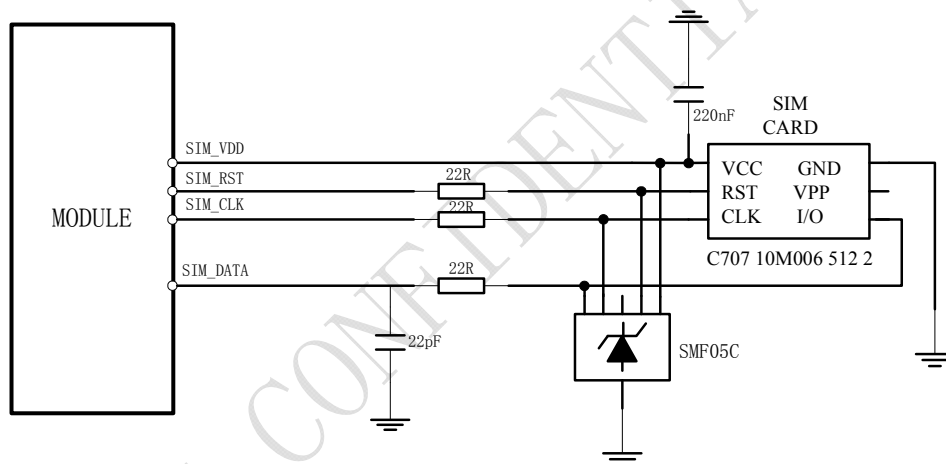 CONFIDENTIA
220nF
SIM
CARD
SIM_VDD
SIM_RST
SIM_CLK
SIM_DATA
MODULE
22R
22R
22R
VCC GND
RST VPP
CLK I/O
C707 10M006 512 2
22pF
SMF05C